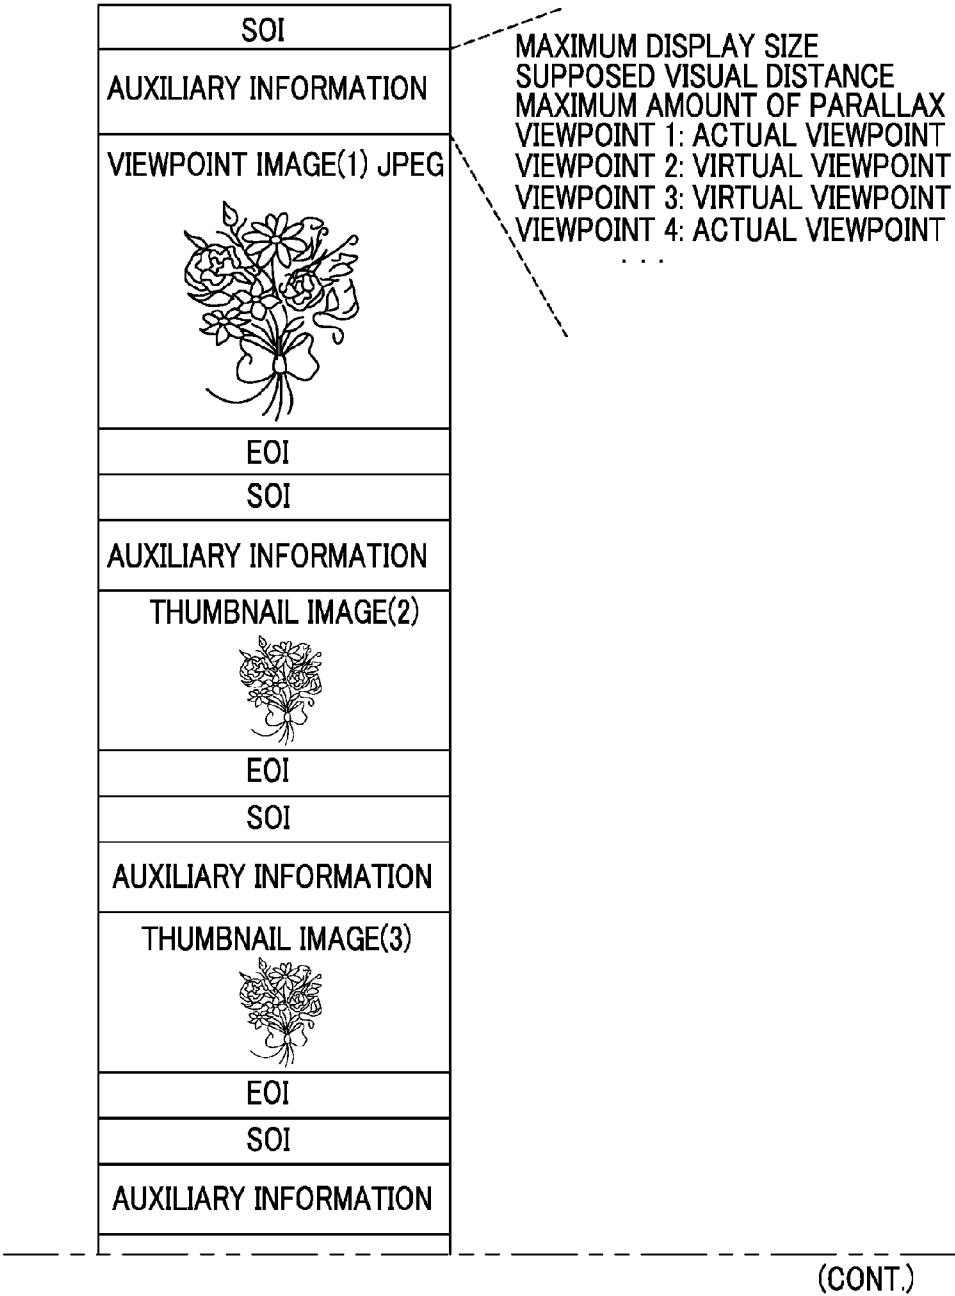 SOI
AUXILIARY INFORMATION
MAXIMUM DISPLAY SIZE
SUPPOSED VISUAL DISTANCE
MAXIMUM AMOUNT OF PARALLAX
VIEWPOINT 1: ACTUAL VIEWPOINT
VIEWPOINT 2: VIRTUAL VIEWPOINT
VIEWPOINT 3: VIRTUAL VIEWPOINT
VIEWPOINT 4: ACTUAL VIEWPOINT
. . .
VIEWPOINT IMAGE(1) JPEG
EOI
SOI
AUXILIARY INFORMATION
THUMBNAIL IMAGE(2)
EOI
SOI
AUXILIARY INFORMATION
THUMBNAIL IMAGE(3)
EOI
SOI
AUXILIARY INFORMATION
(CONT.)